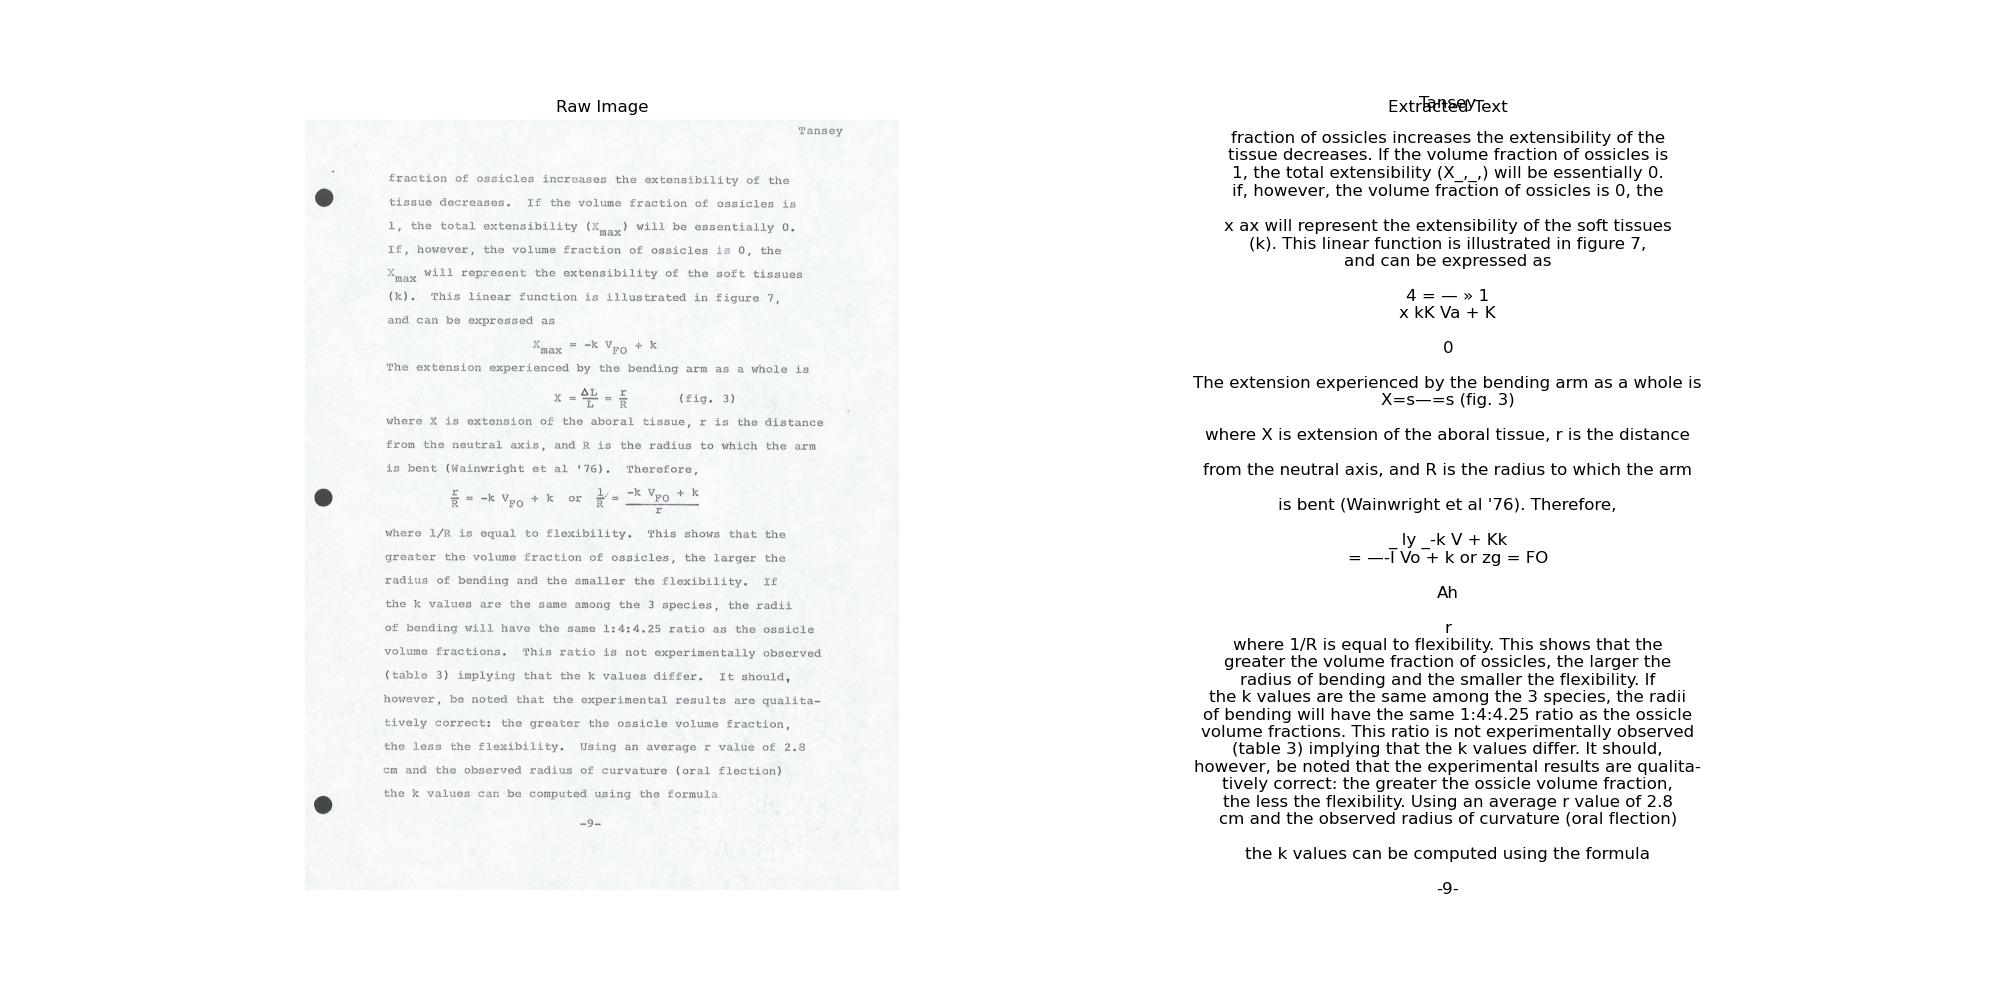 Raw Image
Tansey
fraction of ossicles increases the extensibility of the
tissue decreases. If the volume fraction of ossicles is
1, the total extensibility (Xmax) will be essentially 0.
If, however, the volume fraction of ossicles is 0, the
Xmax will represent the extensibility of the soft tissues
(k). This linear function is illustrated in figure 7,
and can be expressed as
Xmax = -k VFO + k
The extension experienced by the bending arm as a whole is
X = ΔL/L = r/R (fig. 3)
where X is extension of the aboral tissue, r is the distance
from the neutral axis, and R is the radius to which the arm
is bent (Wainwright et al '76). Therefore,
r/R = -k VFO + k or 1/R = -k VFO + k / r
where 1/R is equal to flexibility. This shows that the
greater the volume fraction of ossicles, the larger the
radius of bending and the smaller the flexibility. If
the k values are the same among the 3 species, the radii
of bending will have the same 1:4:4.25 ratio as the ossicle
volume fractions. This ratio is not experimentally observed
(table 3) implying that the k values differ. It should,
however, be noted that the experimental results are qualita-
tively correct: the greater the ossicle volume fraction,
the less the flexibility. Using an average r value of 2.8
cm and the observed radius of curvature (oral flection)
the k values can be computed using the formula
-9-
Extracted Text
Tansey
fraction of ossicles increases the extensibility of the
tissue decreases. If the volume fraction of ossicles is
1, the total extensibility (X_,_,) will be essentially 0.
if, however, the volume fraction of ossicles is 0, the
x ax will represent the extensibility of the soft tissues
(k). This linear function is illustrated in figure 7,
and can be expressed as
4 = — » 1
x kK Va + K
0
The extension experienced by the bending arm as a whole is
X=s—=s (fig. 3)
where X is extension of the aboral tissue, r is the distance
from the neutral axis, and R is the radius to which the arm
is bent (Wainwright et al '76). Therefore,
_ ly _-k V + Kk
= —-l Vo + k or zg = FO
Ah
r
where 1/R is equal to flexibility. This shows that the
greater the volume fraction of ossicles, the larger the
radius of bending and the smaller the flexibility. If
the k values are the same among the 3 species, the radii
of bending will have the same 1:4:4.25 ratio as the ossicle
volume fractions. This ratio is not experimentally observed
(table 3) implying that the k values differ. It should,
however, be noted that the experimental results are qualita-
tively correct: the greater the ossicle volume fraction,
the less the flexibility. Using an average r value of 2.8
cm and the observed radius of curvature (oral flection)
the k values can be computed using the formula
-9-